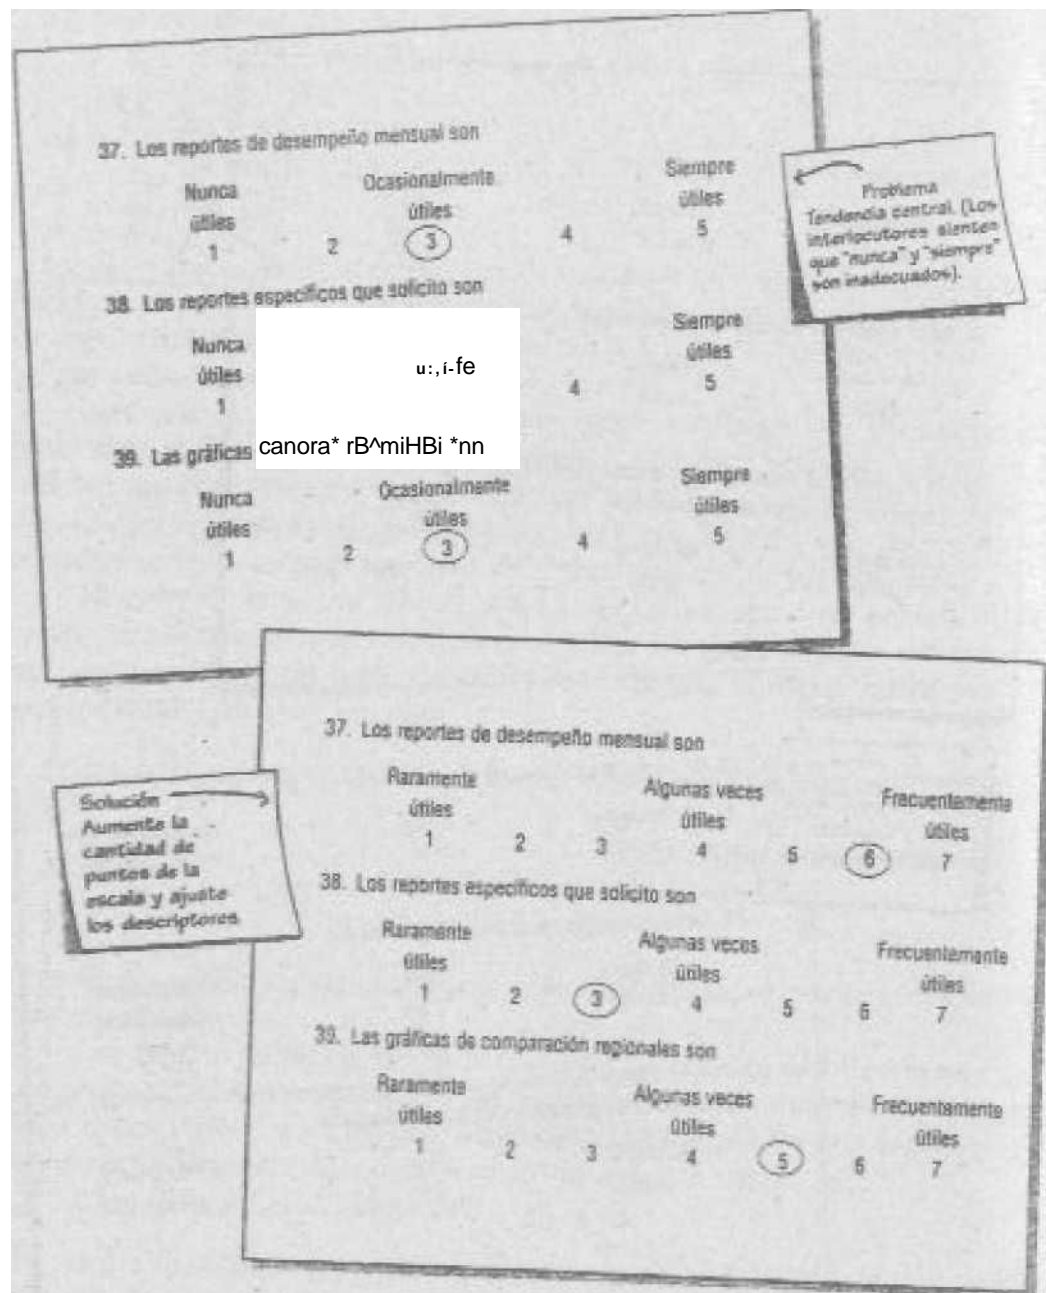 37. Los reportes de desempeño mensual son
Nunca Ocasionalmente Siempre
útiles útiles útiles
1 2 3 4 5
Problema
Tendencia central. (Los
interlocutores sienten
que "nunca" y "siempre"
son inadecuados).
38. Los reportes específicos que solicito son
Nunca Siempre
útiles u:,í-fe útiles
1 4 5
39. Las gráficas canora* rB^miHBi *nn
Nunca Ocasionalmente Siempre
útiles útiles útiles
1 2 3 4 5
Solución
Aumente la
cantidad de
puntos de la
escala y ajuste
los descriptores
37. Los reportes de desempeño mensual son
Raramente Algunas veces Frecuentemente
útiles útiles útiles
1 2 3 4 5 6 7
38. Los reportes específicos que solicito son
Raramente Algunas veces Frecuentemente
útiles útiles útiles
1 2 3 4 5 6 7
39. Las gráficas de comparación regionales son
Raramente Algunas veces Frecuentemente
útiles útiles útiles
1 2 3 4 5 6 7